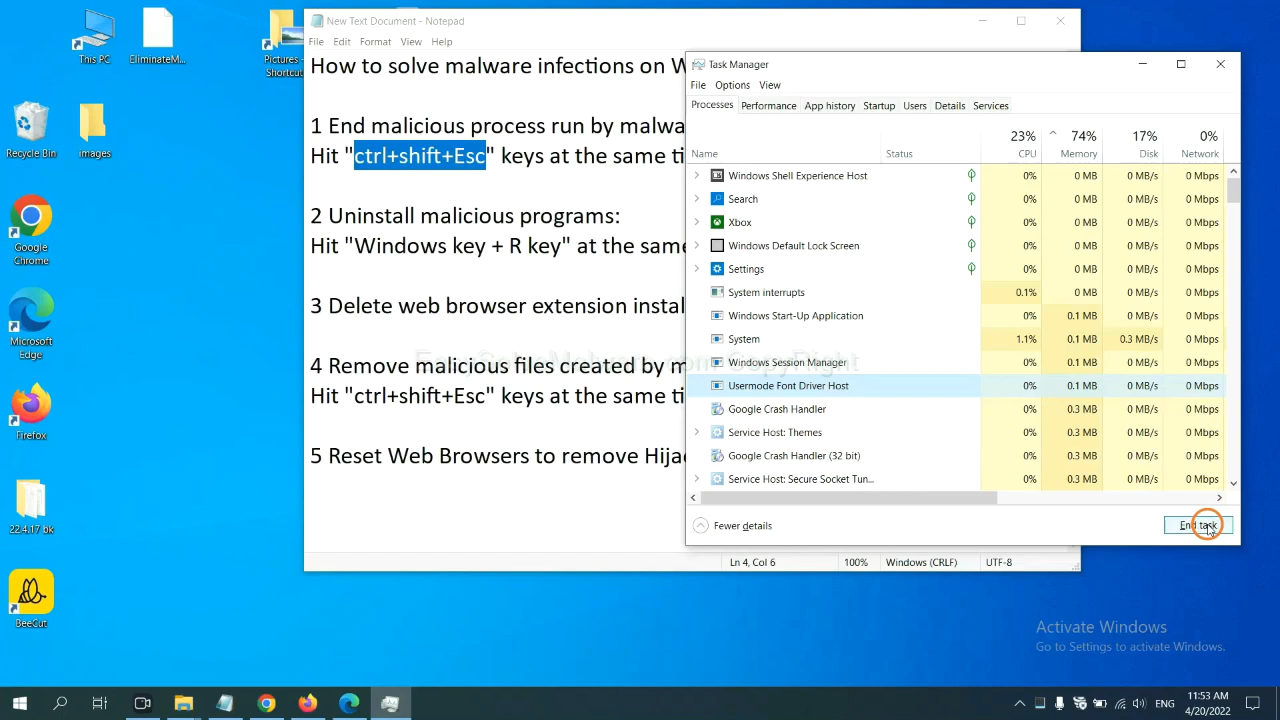 This PC
EliminateM...
Pictures -
Shortcut
Recycle Bin
images
Google
Chrome
Microsoft
Edge
Firefox
22.4.17 bk
BeeCut
New Text Document - Notepad
File Edit Format View Help
How to solve malware infections on W
1 End malicious process run by malwa
Hit "ctrl+shift+Esc" keys at the same ti
2 Uninstall malicious programs:
Hit "Windows key + R key" at the same
3 Delete web browser extension instal
4 Remove malicious files created by m
Hit "ctrl+shift+Esc" keys at the same ti
5 Reset Web Browsers to remove Hijac
Ln 4, Col 6 100% Windows (CRLF) UTF-8
Task Manager
File Options View
Processes Performance App history Startup Users Details Services
23% 74% 17% 0%
Name Status CPU Memory Disk Network
Windows Shell Experience Host 0% 0 MB 0 MB/s 0 Mbps
Search 0% 0 MB 0 MB/s 0 Mbps
Xbox 0% 0 MB 0 MB/s 0 Mbps
Windows Default Lock Screen 0% 0 MB 0 MB/s 0 Mbps
Settings 0% 0 MB 0 MB/s 0 Mbps
System interrupts 0.1% 0 MB 0 MB/s 0 Mbps
Windows Start-Up Application 0% 0.1 MB 0 MB/s 0 Mbps
System 1.1% 0.1 MB 0.3 MB/s 0 Mbps
Windows Session Manager 0% 0.1 MB 0 MB/s 0 Mbps
Usermode Font Driver Host 0% 0.1 MB 0 MB/s 0 Mbps
Google Crash Handler 0% 0.3 MB 0 MB/s 0 Mbps
Service Host: Themes 0% 0.3 MB 0 MB/s 0 Mbps
Google Crash Handler (32 bit) 0% 0.3 MB 0 MB/s 0 Mbps
Service Host: Secure Socket Tun... 0% 0.3 MB 0 MB/s 0 Mbps
Fewer details
End task
CopyRight
Activate Windows
Go to Settings to activate Windows.
ENG
11:53 AM
4/20/2022